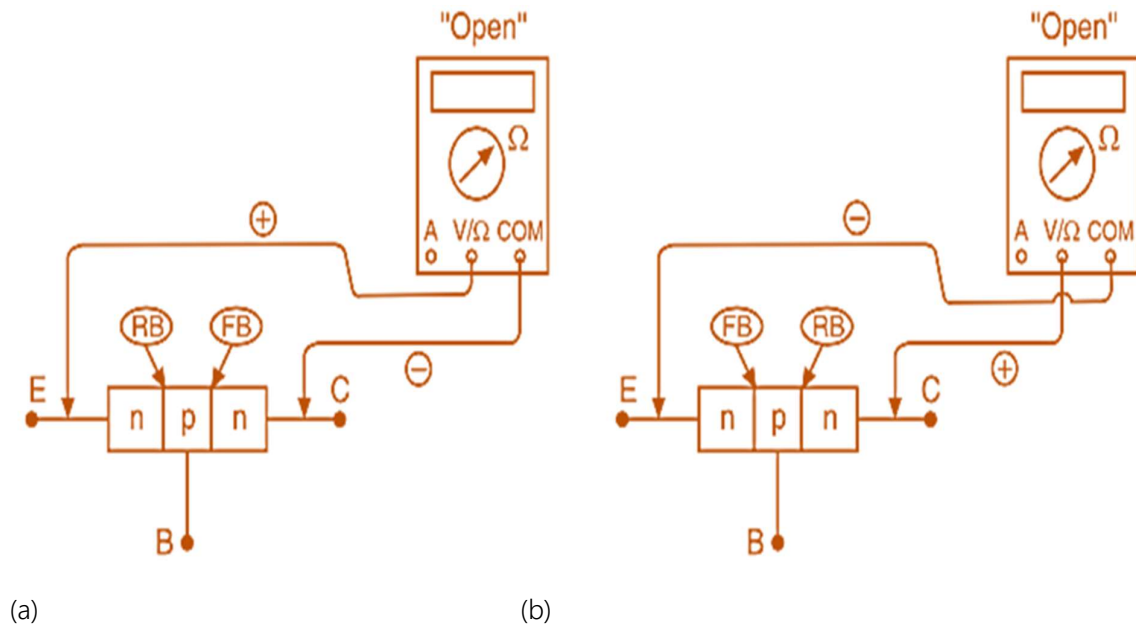 "Open" "Open"
Ω Ω
+ −
A V/Ω COM A V/Ω COM
RB FB FB RB
− +
E C E C
n p n n p n
B B
(a) (b)